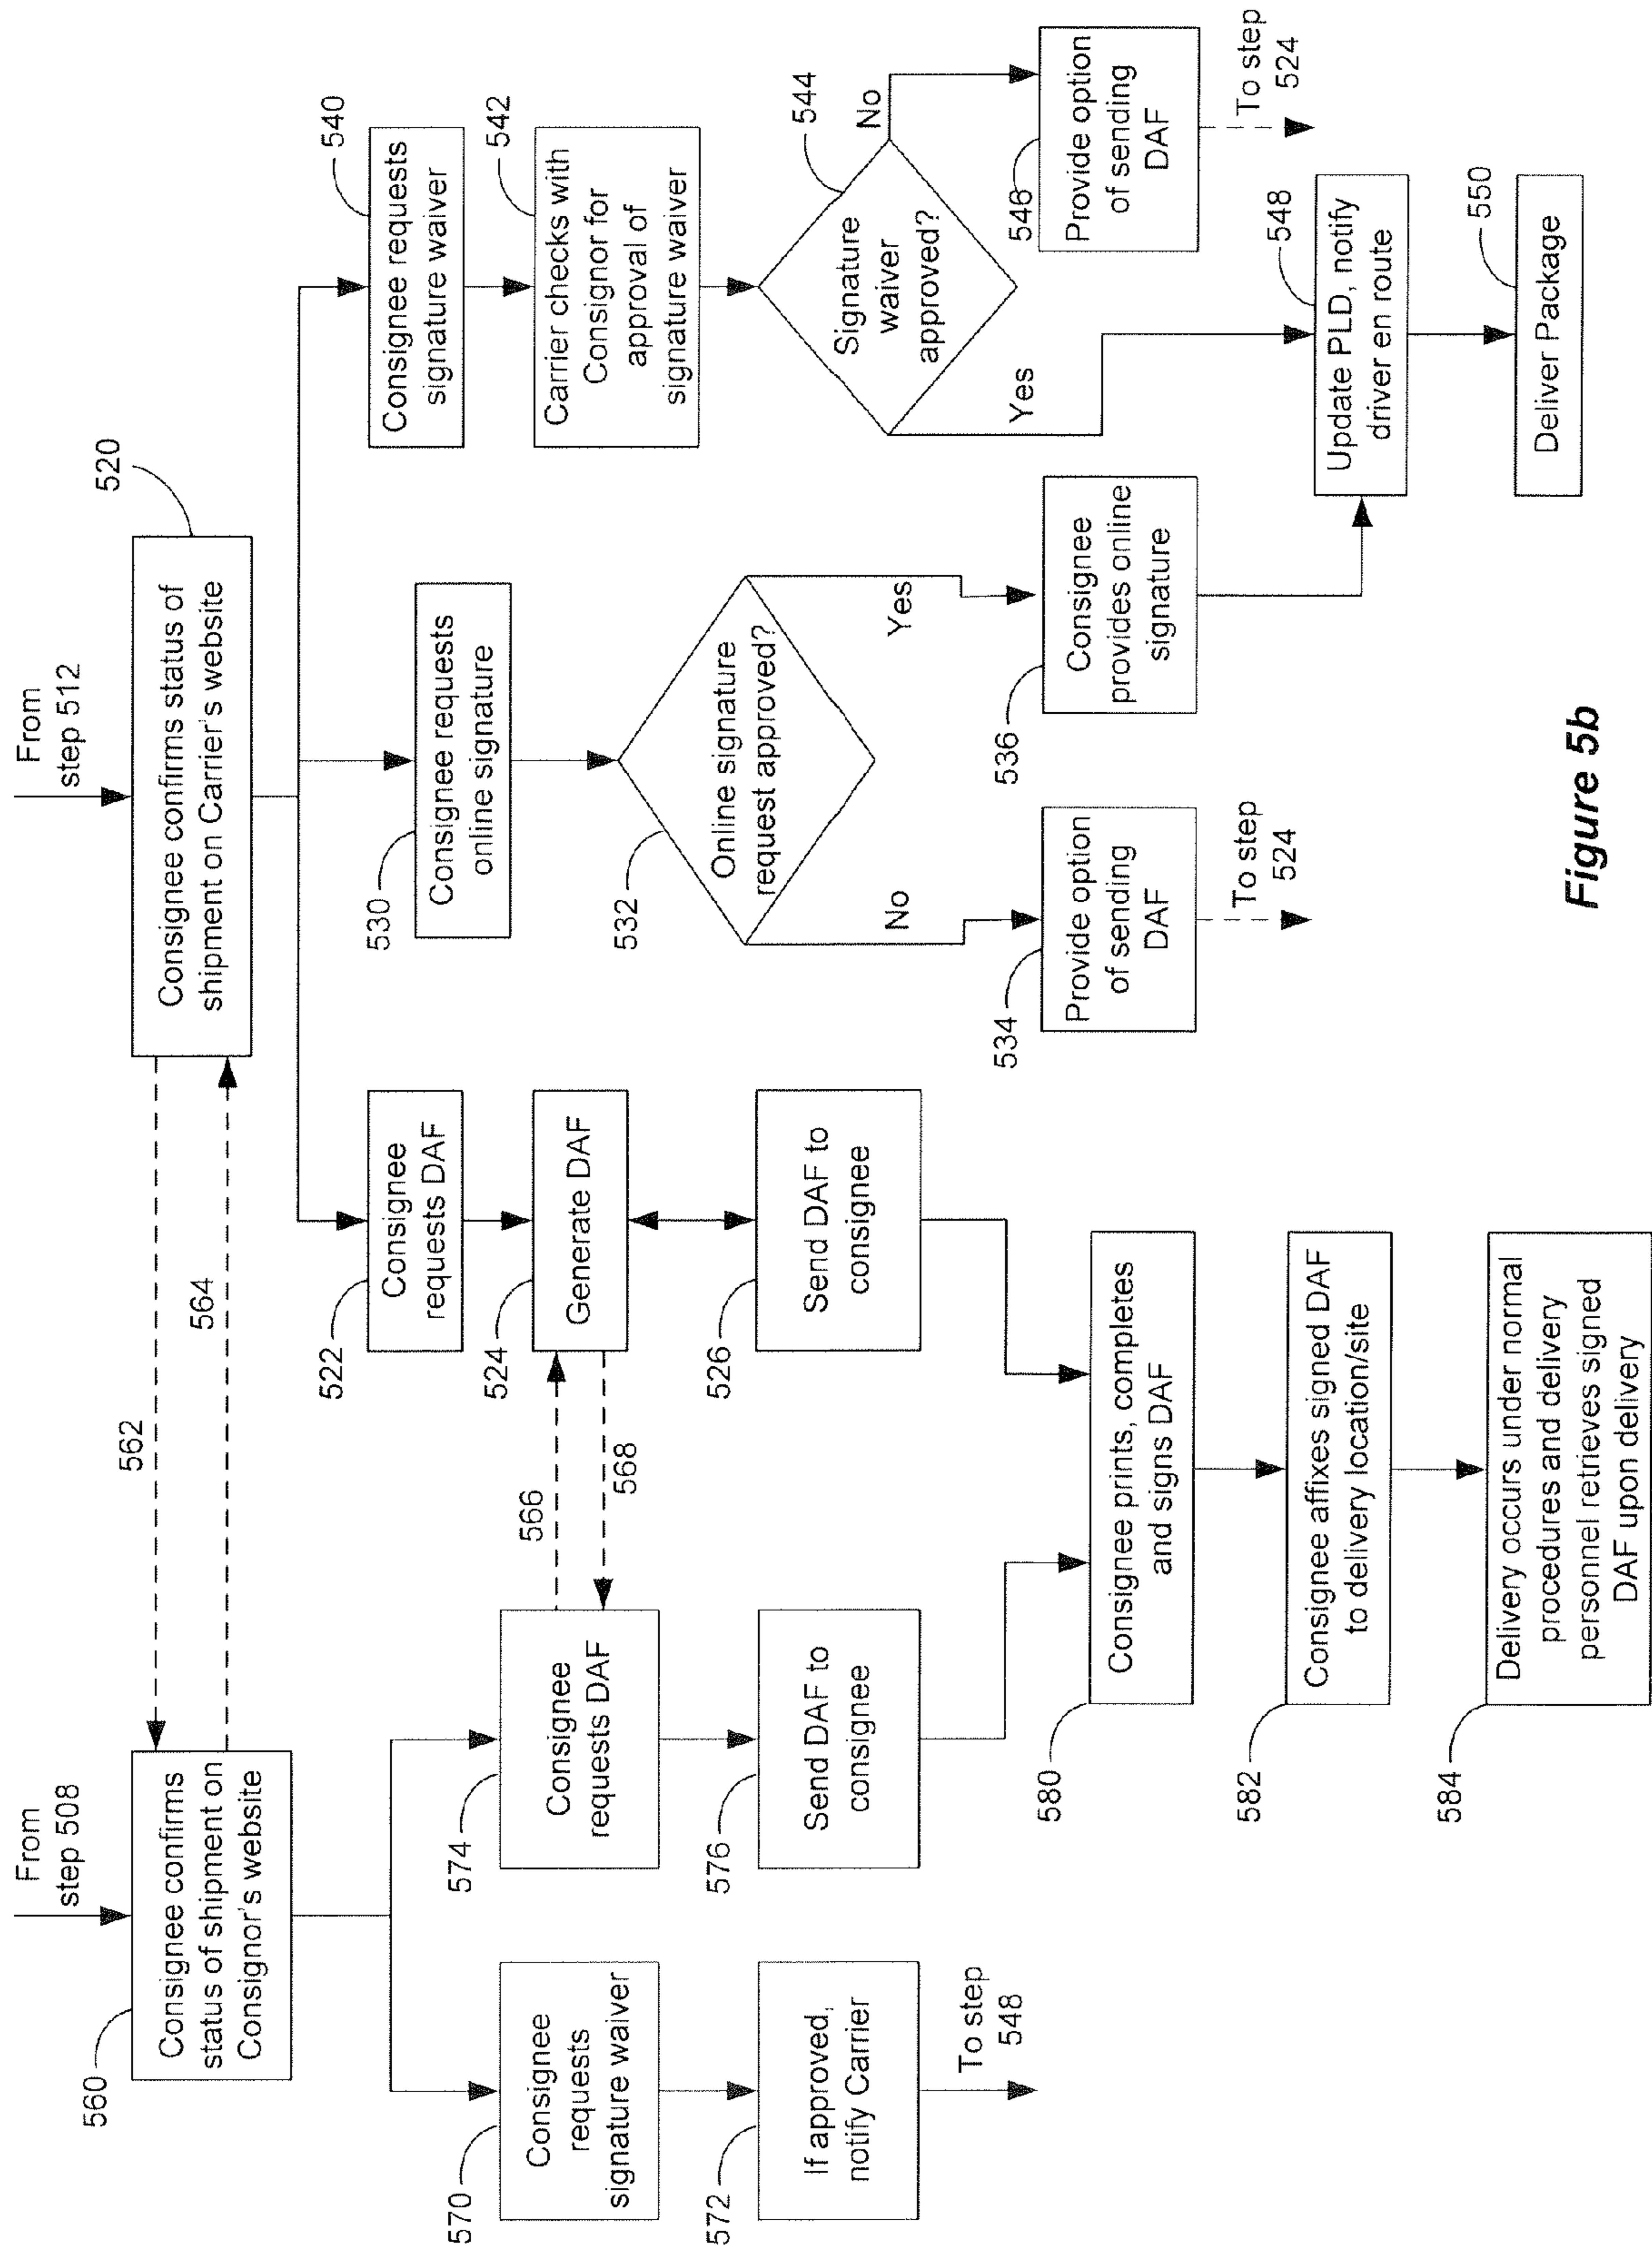 From
step 508
From
step 512
560
Consignee confirms
status of shipment on
Consignor's website
562
564
520
Consignee confirms status of
shipment on Carrier's website
570
Consignee
requests
signature waiver
572
If approved,
notify Carrier
To step
548
574
Consignee
requests DAF
576
Send DAF to
consignee
566
568
522
Consignee
requests DAF
524
Generate DAF
526
Send DAF to
consignee
580
Consignee prints, completes
and signs DAF
582
Consignee affixes signed DAF
to delivery location/site
584
Delivery occurs under normal
procedures and delivery
personnel retrieves signed
DAF upon delivery
530
Consignee requests
online signature
532
Online signature
request approved?
No
Yes
534
Provide option
of sending
DAF
To step
524
536
Consignee
provides online
signature
540
Consignee requests
signature waiver
542
Carrier checks with
Consignor for
approval of
signature waiver
544
Signature
waiver
approved?
Yes
No
546
Provide option
of sending
DAF
To step
524
548
Update PLD, notify
driver en route
550
Deliver Package
Figure 5b